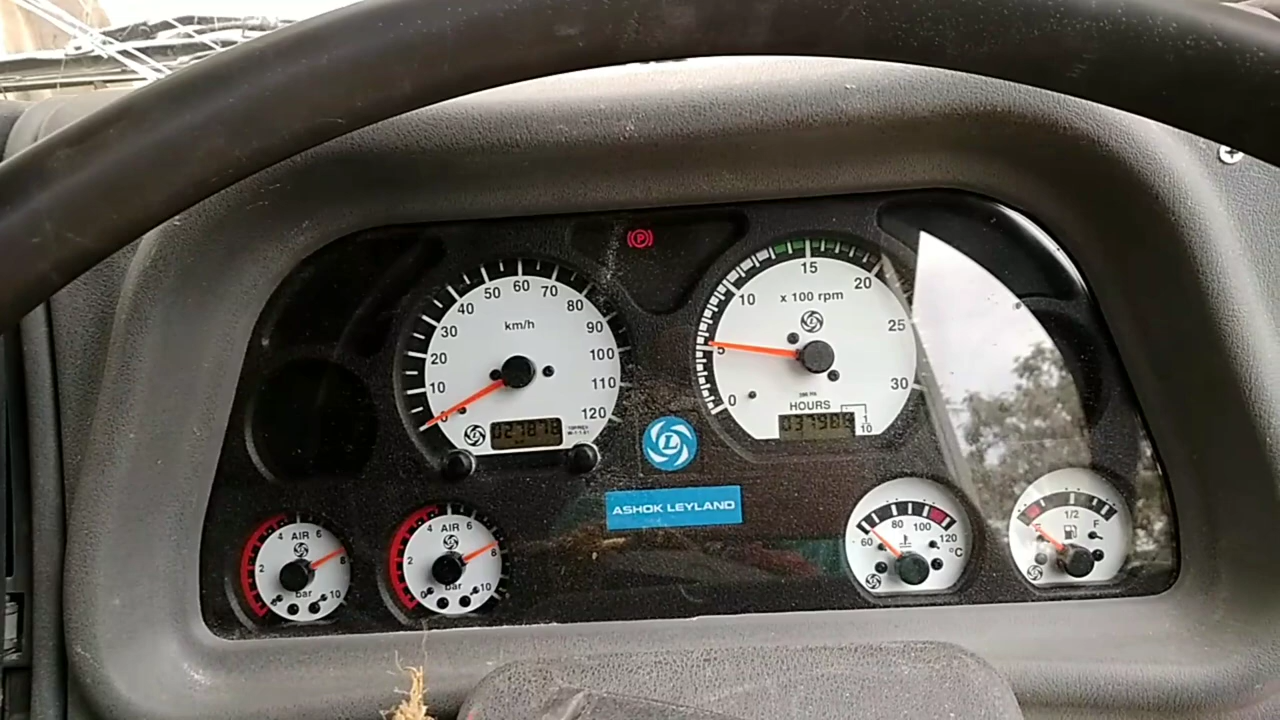 (P)
0 10 20 30 40 50 60 70 80 90 100 110 120
km/h
0 5 10 15 20 25 30
x 100 rpm
HOURS
1
10
L
ASHOK LEYLAND
2 4 6 8 10
AIR
bar
0 2 4 6 8 10
AIR
bar
60 80 100 120
°C
1/2 F